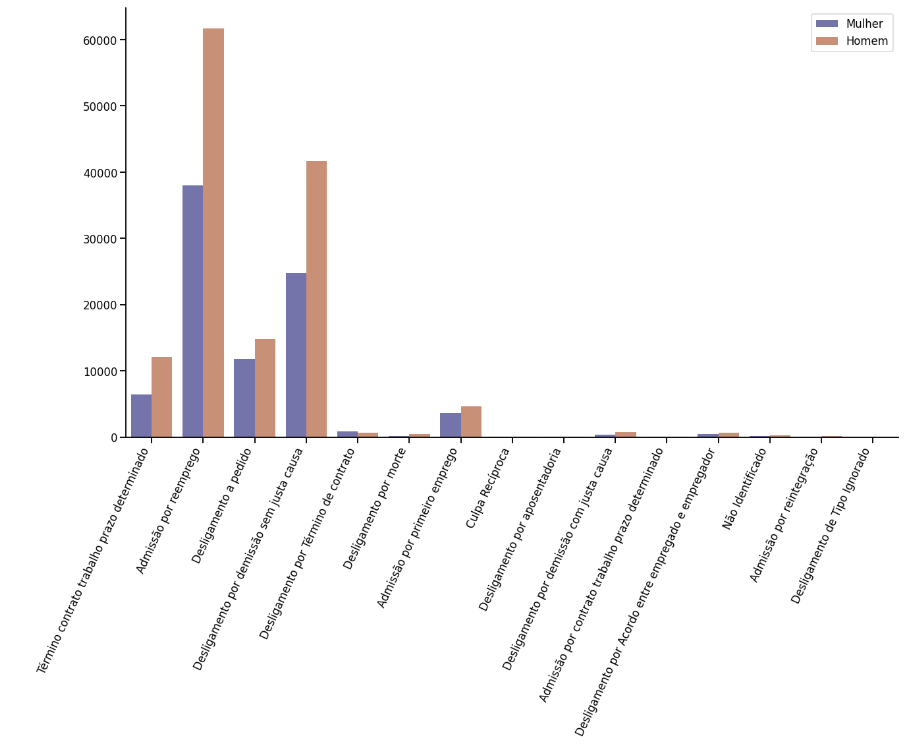 Mulher
Homem
60000
50000
40000
30000
20000
10000
0
Término contrato trabalho prazo determinado
Admissão por reemprego
Desligamento a pedido
Desligamento por demissão sem justa causa
Desligamento por Término de contrato
Desligamento por morte
Admissão por primeiro emprego
Culpa Recíproca
Desligamento por aposentadoria
Desligamento por demissão com justa causa
Admissão por contrato trabalho prazo determinado
Desligamento por Acordo entre empregado e empregador
Não Identificado
Admissão por reintegração
Desligamento de Tipo Ignorado